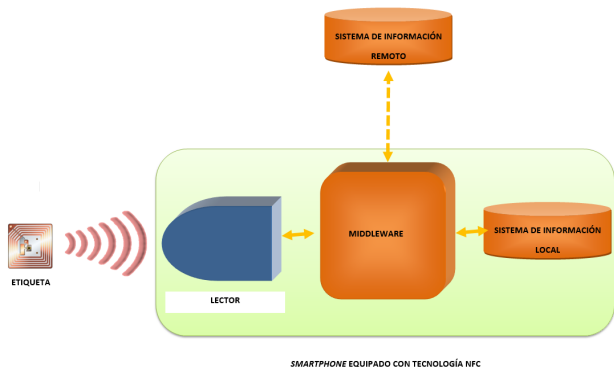 SISTEMA DE INFORMACIÓN
REMOTO
MIDDLEWARE
SISTEMA DE INFORMACIÓN
LOCAL
ETIQUETA
LECTOR
SMARTPHONE EQUIPADO CON TECNOLOGÍA NFC